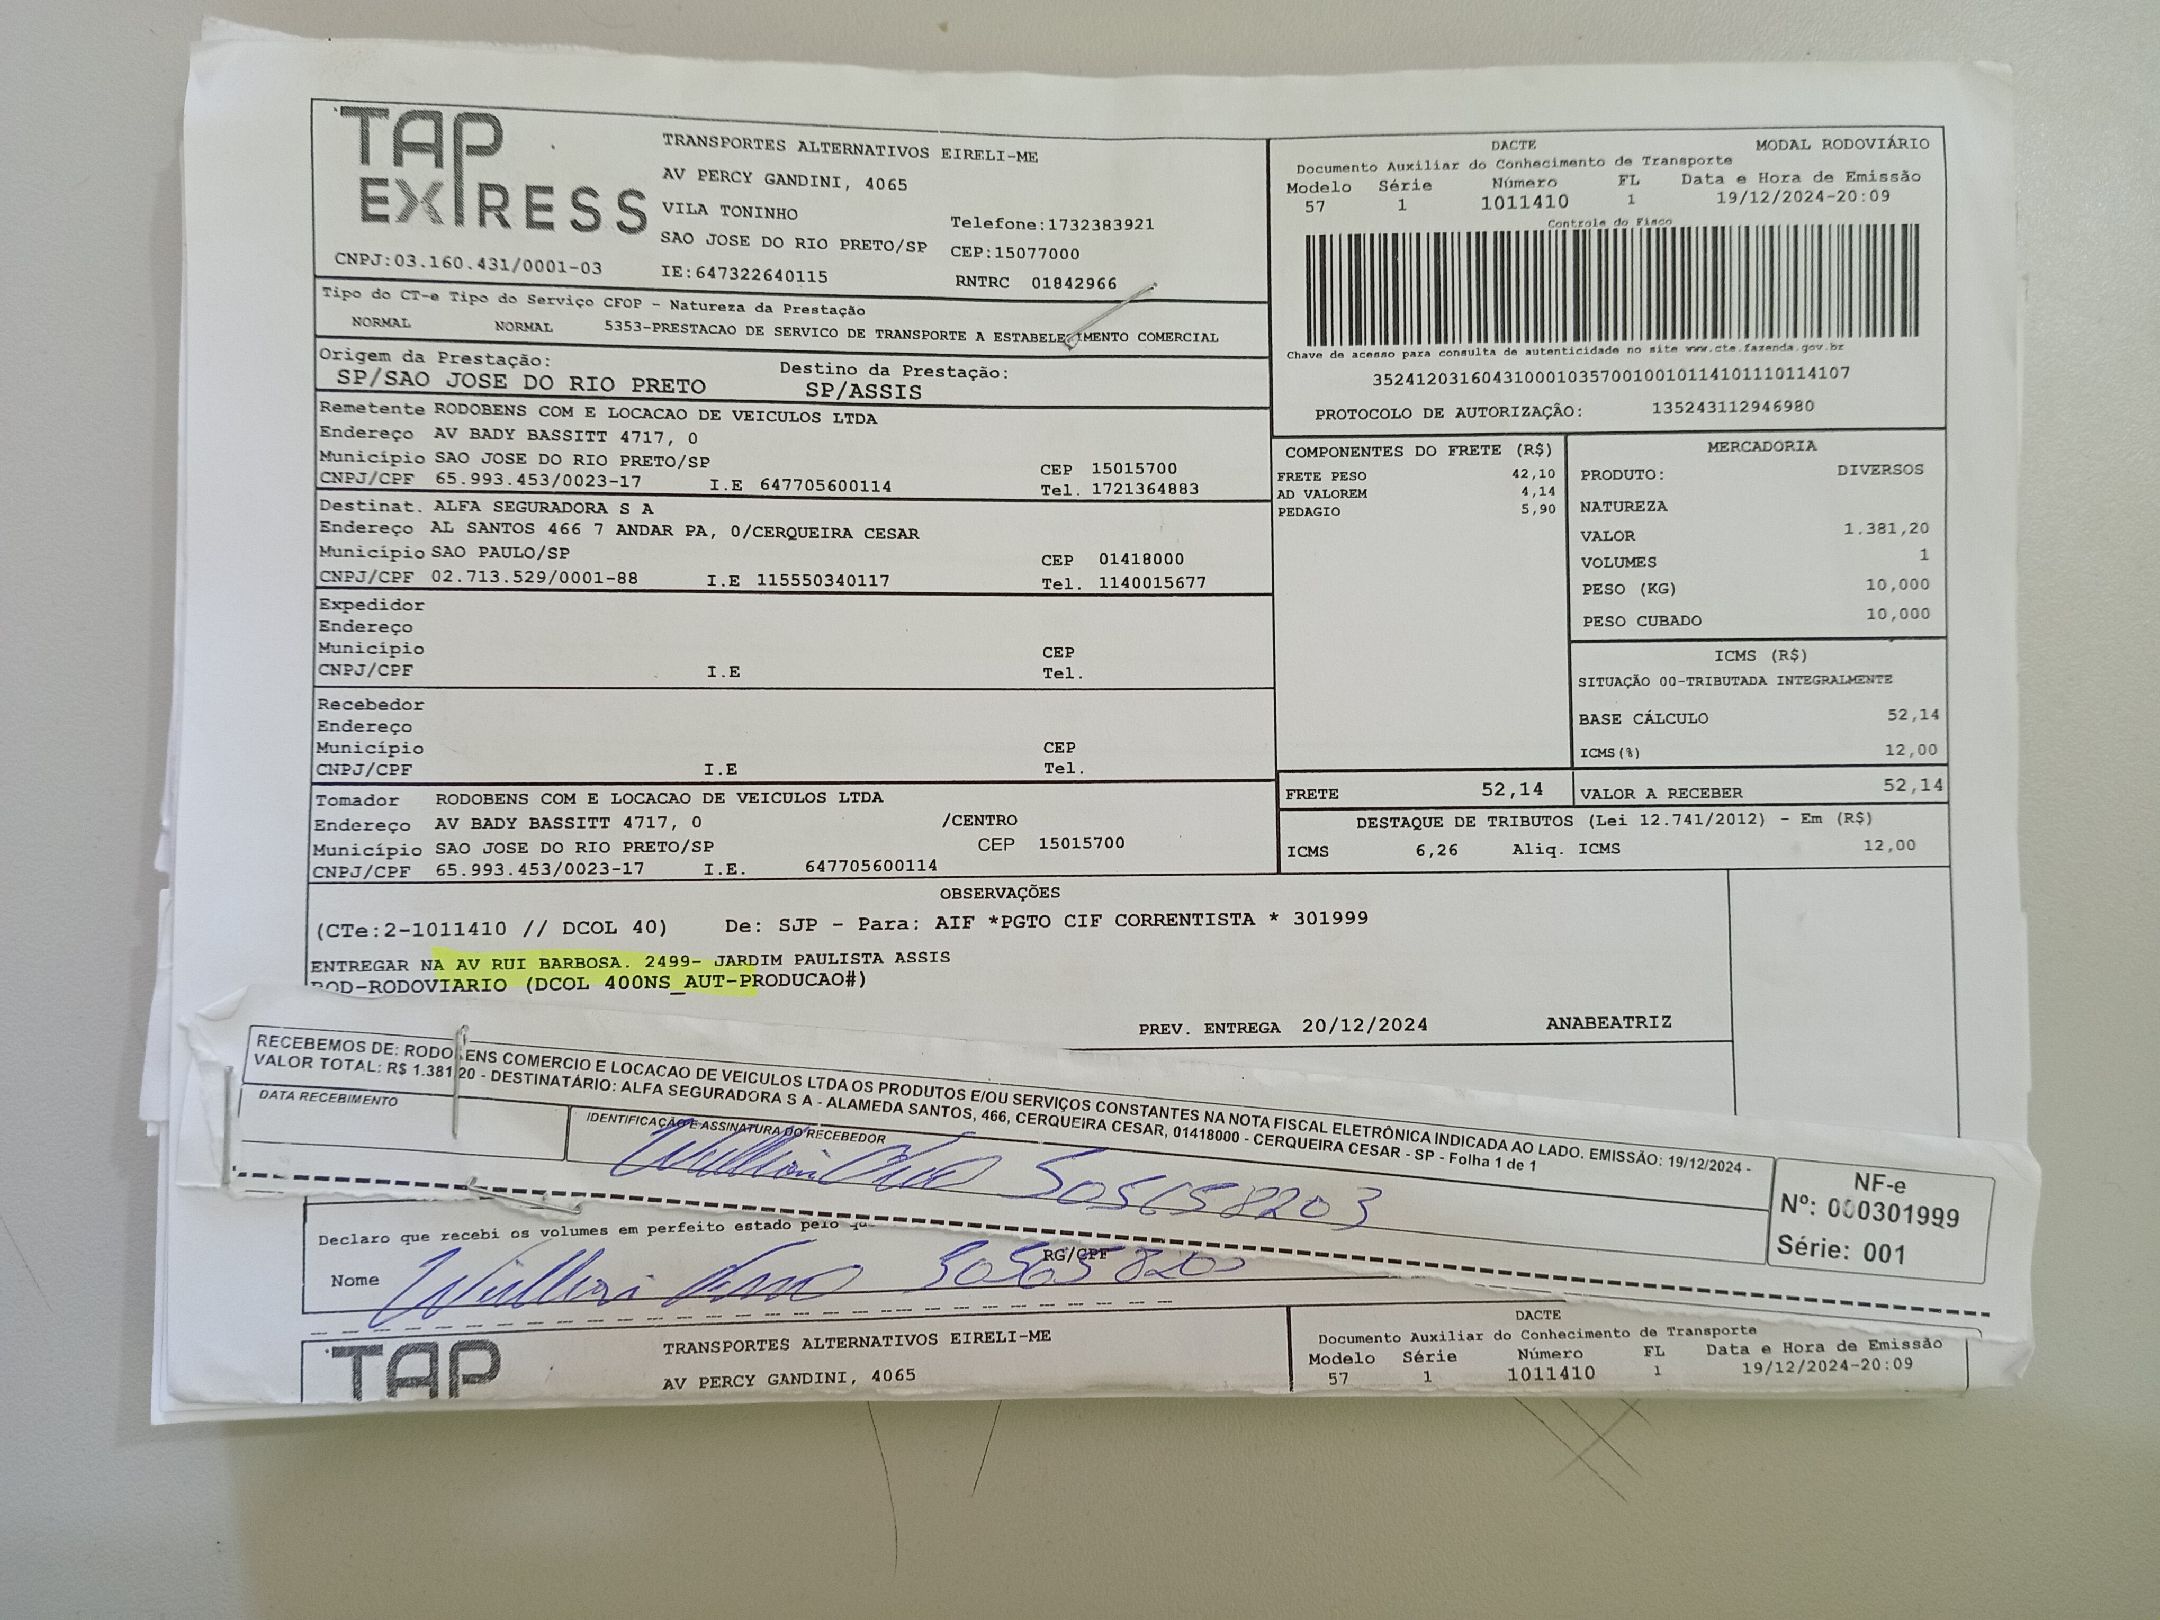 TAP EXPRESS
TRANSPORTES ALTERNATIVOS EIRELI-ME
AV PERCY GANDINI, 4065
VILA TONINHO
Telefone:1732383921
SAO JOSE DO RIO PRETO/SP CEP:15077000
CNPJ:03.160.431/0001-03 IE:647322640115 RNTRC 01842966
Tipo do CT-e Tipo do Serviço CFOP - Natureza da Prestação
NORMAL NORMAL 5353-PRESTACAO DE SERVICO DE TRANSPORTE A ESTABELECIMENTO COMERCIAL
Origem da Prestação: Destino da Prestação:
SP/SAO JOSE DO RIO PRETO SP/ASSIS
DACTE MODAL RODOVIÁRIO
Documento Auxiliar do Conhecimento de Transporte
Modelo Série Número FL Data e Hora de Emissão
57 1 1011410 1 19/12/2024-20:09
Controle do Fisco
Chave de acesso para consulta de autenticidade no site www.cte.fazenda.gov.br
35241203160431000103570010010114101110114107
PROTOCOLO DE AUTORIZAÇÃO: 135243112946980
Remetente RODOBENS COM E LOCACAO DE VEICULOS LTDA
Endereço AV BADY BASSITT 4717, 0
Município SAO JOSE DO RIO PRETO/SP CEP 15015700
CNPJ/CPF 65.993.453/0023-17 I.E 647705600114 Tel. 1721364883
Destinat. ALFA SEGURADORA S A
Endereço AL SANTOS 466 7 ANDAR PA, 0/CERQUEIRA CESAR
Município SAO PAULO/SP CEP 01418000
CNPJ/CPF 02.713.529/0001-88 I.E 115550340117 Tel. 1140015677
Expedidor
Endereço
Município CEP
CNPJ/CPF I.E Tel.
Recebedor
Endereço
Município CEP
CNPJ/CPF I.E Tel.
Tomador RODOBENS COM E LOCACAO DE VEICULOS LTDA
Endereço AV BADY BASSITT 4717, 0 /CENTRO
Município SAO JOSE DO RIO PRETO/SP CEP 15015700
CNPJ/CPF 65.993.453/0023-17 I.E. 647705600114
COMPONENTES DO FRETE (R$)
FRETE PESO 42,10
AD VALOREM 4,14
PEDAGIO 5,90
MERCADORIA
PRODUTO: DIVERSOS
NATUREZA
VALOR 1.381,20
VOLUMES 1
PESO (KG) 10,000
PESO CUBADO 10,000
ICMS (R$)
SITUAÇÃO 00-TRIBUTADA INTEGRALMENTE
BASE CÁLCULO 52,14
ICMS(%) 12,00
FRETE 52,14 VALOR A RECEBER 52,14
DESTAQUE DE TRIBUTOS (Lei 12.741/2012) - Em (R$)
ICMS 6,26 Aliq. ICMS 12,00
OBSERVAÇÕES
(CTe:2-1011410 // DCOL 40) De: SJP - Para: AIF *PGTO CIF CORRENTISTA * 301999
ENTREGAR NA AV RUI BARBOSA. 2499- JARDIM PAULISTA ASSIS
ROD-RODOVIARIO (DCOL 400NS_AUT-PRODUCAO#)
PREV. ENTREGA 20/12/2024 ANABEATRIZ
RECEBEMOS DE: RODOBENS COMERCIO E LOCACAO DE VEICULOS LTDA OS PRODUTOS E/OU SERVIÇOS CONSTANTES NA NOTA FISCAL ELETRÔNICA INDICADA AO LADO. EMISSÃO: 19/12/2024 -
VALOR TOTAL: R$ 1.381,20 - DESTINATÁRIO: ALFA SEGURADORA S A - ALAMEDA SANTOS, 466, CERQUEIRA CESAR, 01418000 - CERQUEIRA CESAR - SP - Folha 1 de 1
DATA RECEBIMENTO
IDENTIFICAÇÃO E ASSINATURA DO RECEBEDOR
505658203
NF-e
Nº: 000301999
Série: 001
Declaro que recebi os volumes em perfeito estado pelo
Nome RG/CPF
TAP
TRANSPORTES ALTERNATIVOS EIRELI-ME
AV PERCY GANDINI, 4065
DACTE
Documento Auxiliar do Conhecimento de Transporte
Modelo Série Número FL Data e Hora de Emissão
57 1 1011410 1 19/12/2024-20:09